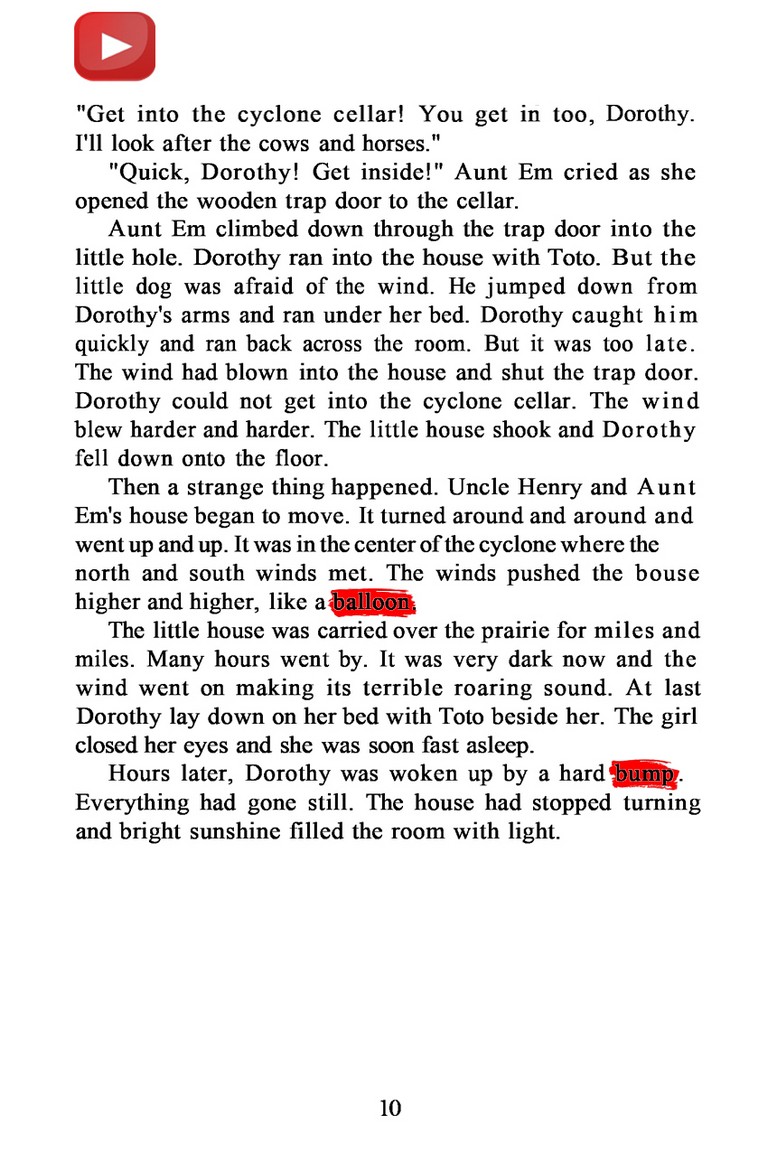 "Get into the cyclone cellar! You get in too, Dorothy.
I'll look after the cows and horses."
"Quick, Dorothy! Get inside!" Aunt Em cried as she
opened the wooden trap door to the cellar.
Aunt Em climbed down through the trap door into the
little hole. Dorothy ran into the house with Toto. But the
little dog was afraid of the wind. He jumped down from
Dorothy's arms and ran under her bed. Dorothy caught him
quickly and ran back across the room. But it was too late.
The wind had blown into the house and shut the trap door.
Dorothy could not get into the cyclone cellar. The wind
blew harder and harder. The little house shook and Dorothy
fell down onto the floor.
Then a strange thing happened. Uncle Henry and Aunt
Em's house began to move. It turned around and around and
went up and up. It was in the center of the cyclone where the
north and south winds met. The winds pushed the bouse
higher and higher, like a balloon.
The little house was carried over the prairie for miles and
miles. Many hours went by. It was very dark now and the
wind went on making its terrible roaring sound. At last
Dorothy lay down on her bed with Toto beside her. The girl
closed her eyes and she was soon fast asleep.
Hours later, Dorothy was woken up by a hard bump.
Everything had gone still. The house had stopped turning
and bright sunshine filled the room with light.
10